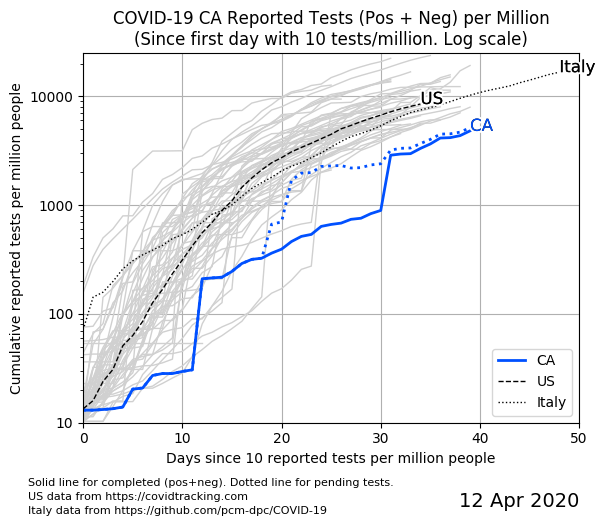 COVID-19 CA Reported Tests (Pos + Neg) per Million
(Since first day with 10 tests/million. Log scale)
Cumulative reported tests per million people
10000
1000
100
10
Italy
US
CA
CA
US
Italy
0
10
20
30
40
50
Days since 10 reported tests per million people
Solid line for completed (pos+neg). Dotted line for pending tests.
US data from https://covidtracking.com
Italy data from https://github.com/pcm-dpc/COVID-19
12 Apr 2020